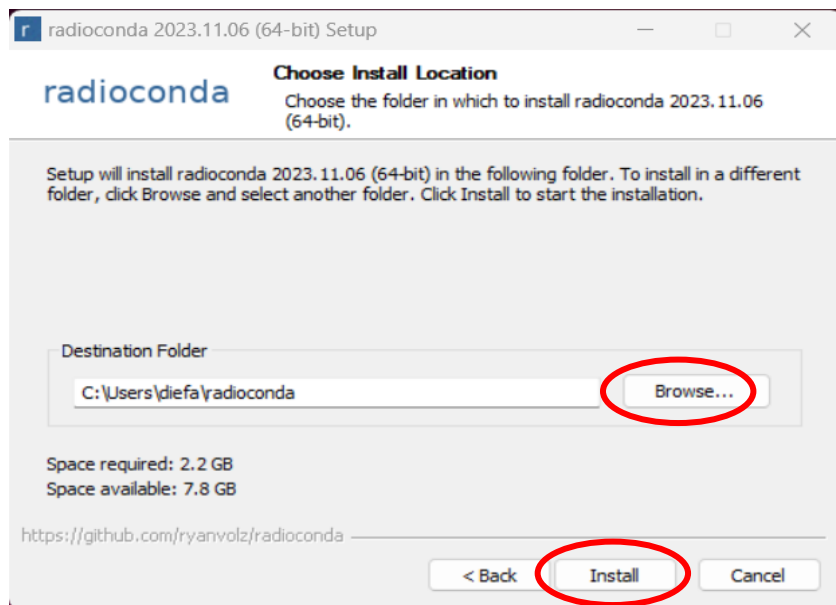 r radioconda 2023.11.06 (64-bit) Setup
radioconda
Choose Install Location
Choose the folder in which to install radioconda 2023.11.06
(64-bit).
Setup will install radioconda 2023.11.06 (64-bit) in the following folder. To install in a different
folder, click Browse and select another folder. Click Install to start the installation.
Destination Folder
C:\Users\diefa\radioconda
Browse...
Space required: 2.2 GB
Space available: 7.8 GB
https://github.com/ryanvolz/radioconda
< Back Install Cancel